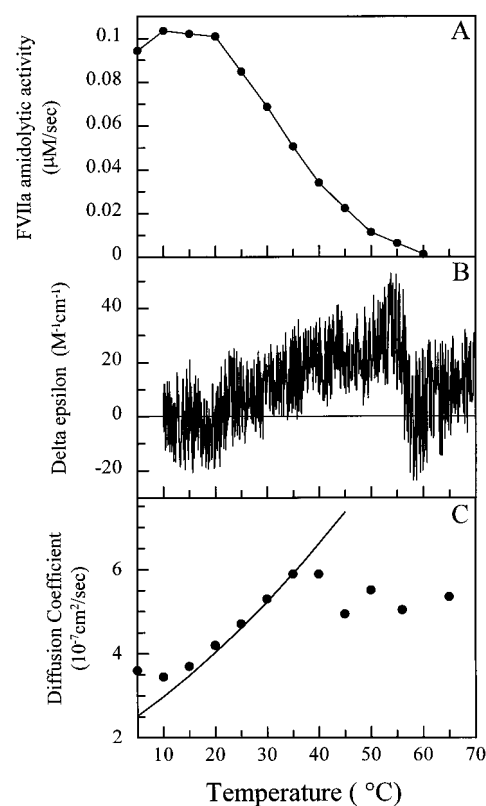 A
FVIIa amidolytic activity
(μM/sec)
0.1
0.08
0.06
0.04
0.02
0
B
Delta epsilon (M⁻¹cm⁻¹)
40
20
0
-20
C
Diffusion Coefficient
(10⁻⁷cm²/sec)
6
4
2
10 20 30 40 50 60 70
Temperature ( °C)